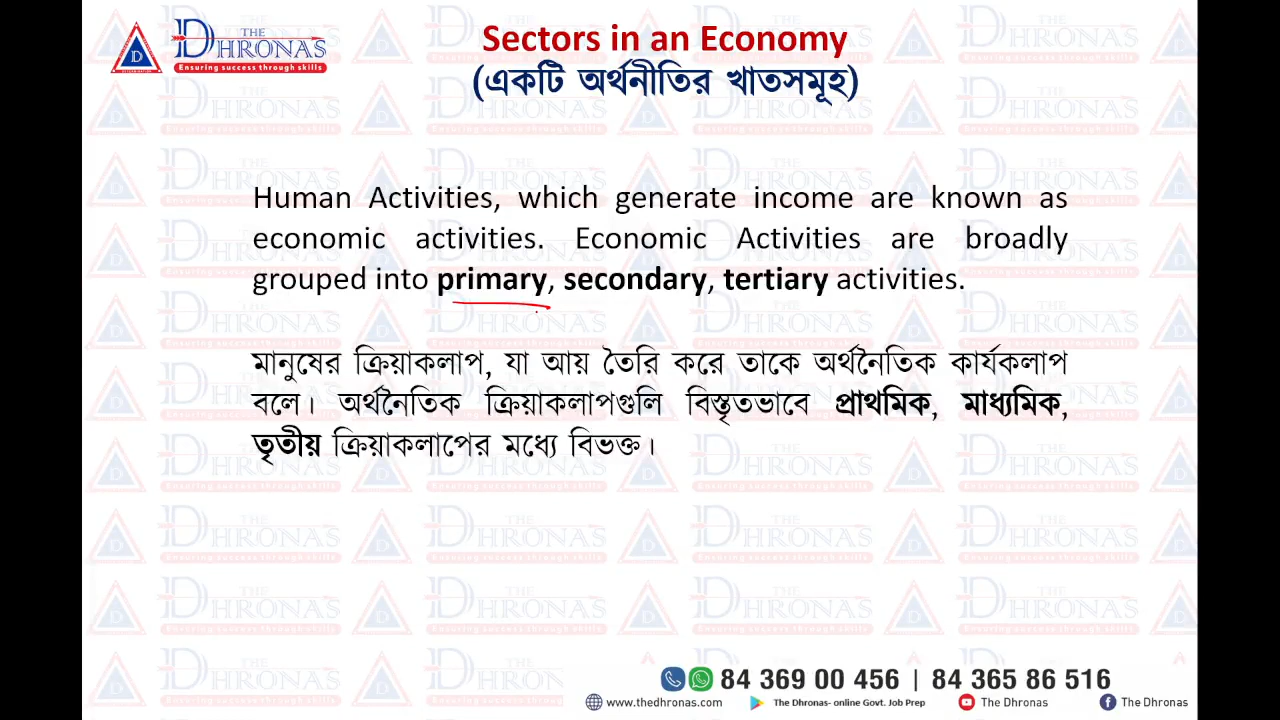 THE
DHRONAS
Ensuring success through skills
D
Sectors in an Economy
(একটি অর্থনীতির খাতসমূহ)
Human Activities, which generate income are known as
economic activities. Economic Activities are broadly
grouped into primary, secondary, tertiary activities.
মানুষের ক্রিয়াকলাপ, যা আয় তৈরি করে তাকে অর্থনৈতিক কার্যকলাপ
বলে। অর্থনৈতিক ক্রিয়াকলাপগুলি বিস্তৃতভাবে প্রাথমিক, মাধ্যমিক,
তৃতীয় ক্রিয়াকলাপের মধ্যে বিভক্ত।
84 369 00 456 | 84 365 86 516
www.thedhronas.com The Dhronas- online Govt. Job Prep The Dhronas The Dhronas